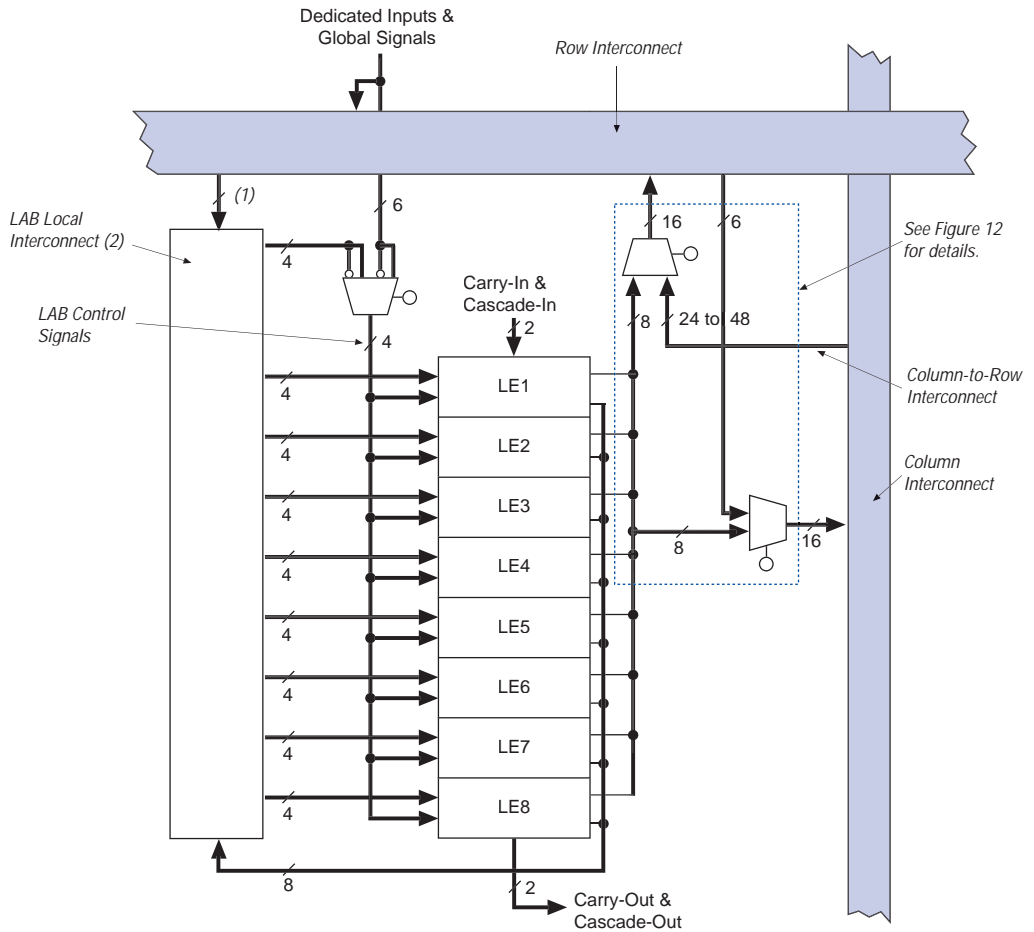 Dedicated Inputs &
Global Signals
Row Interconnect
(1)
6
16
6
LAB Local
Interconnect (2)
See Figure 12
for details.
4
Carry-In &
Cascade-In
LAB Control
Signals
2
8
24 to 48
4
LE1
4
Column-to-Row
Interconnect
LE2
4
Column
Interconnect
LE3
4
8
16
LE4
4
LE5
4
LE6
4
LE7
4
LE8
4
8
2
Carry-Out &
Cascade-Out